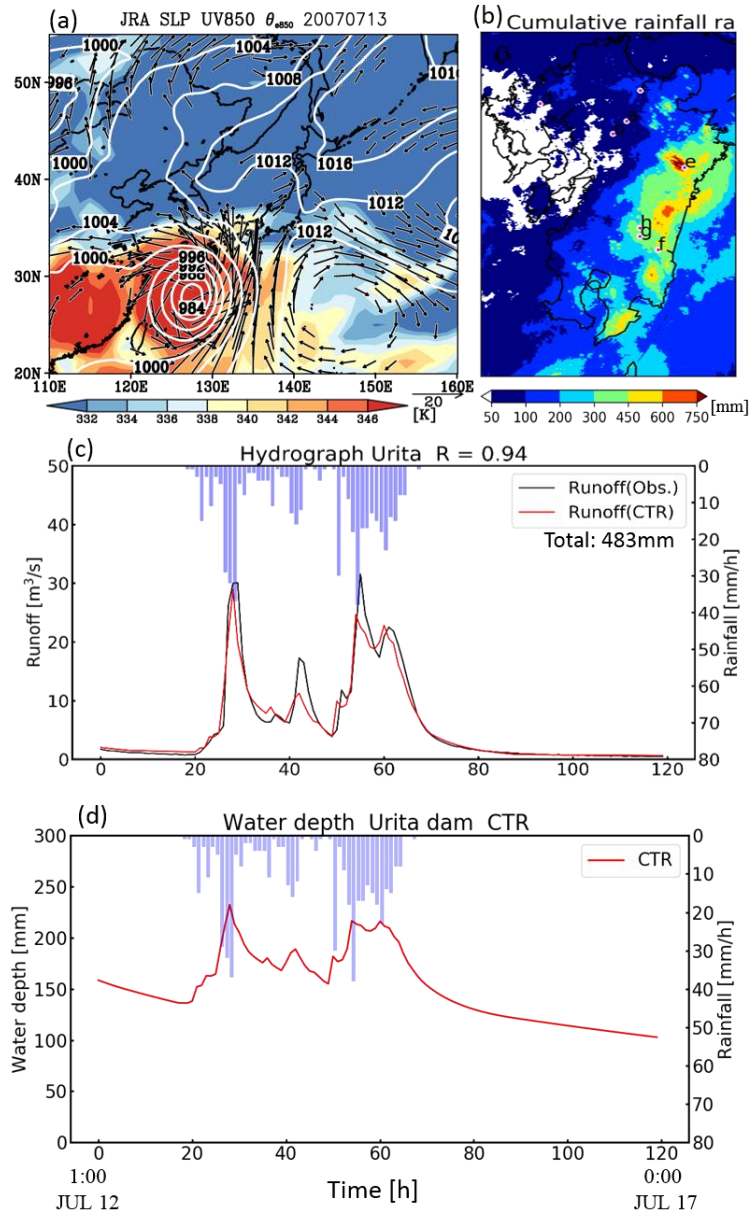 (a)
JRA SLP UV850 θe850 20070713
1000
1004
1008
1016
996
1000
1012
1016
1004
1012
1012
1000
996
992
988
984
1000
50N
40N
30N
20N
110E 120E 130E 140E 150E 160E
20
332 334 336 338 340 342 344 346
[K]
(b)
Cumulative rainfall ra
e
h
g
f
50 100 200 300 450 600 750
[mm]
(c)
Hydrograph Urita R = 0.94
Runoff(Obs.)
Runoff(CTR)
Total: 483mm
Runoff [m³/s]
50
40
30
20
10
0
Rainfall [mm/h]
0
10
20
30
40
50
60
70
80
0 20 40 60 80 100 120
(d)
Water depth Urita dam CTR
CTR
Water depth [mm]
300
250
200
150
100
50
0
Rainfall [mm/h]
0
10
20
30
40
50
60
70
80
0 20 40 60 80 100 120
1:00
JUL 12
Time [h]
0:00
JUL 17